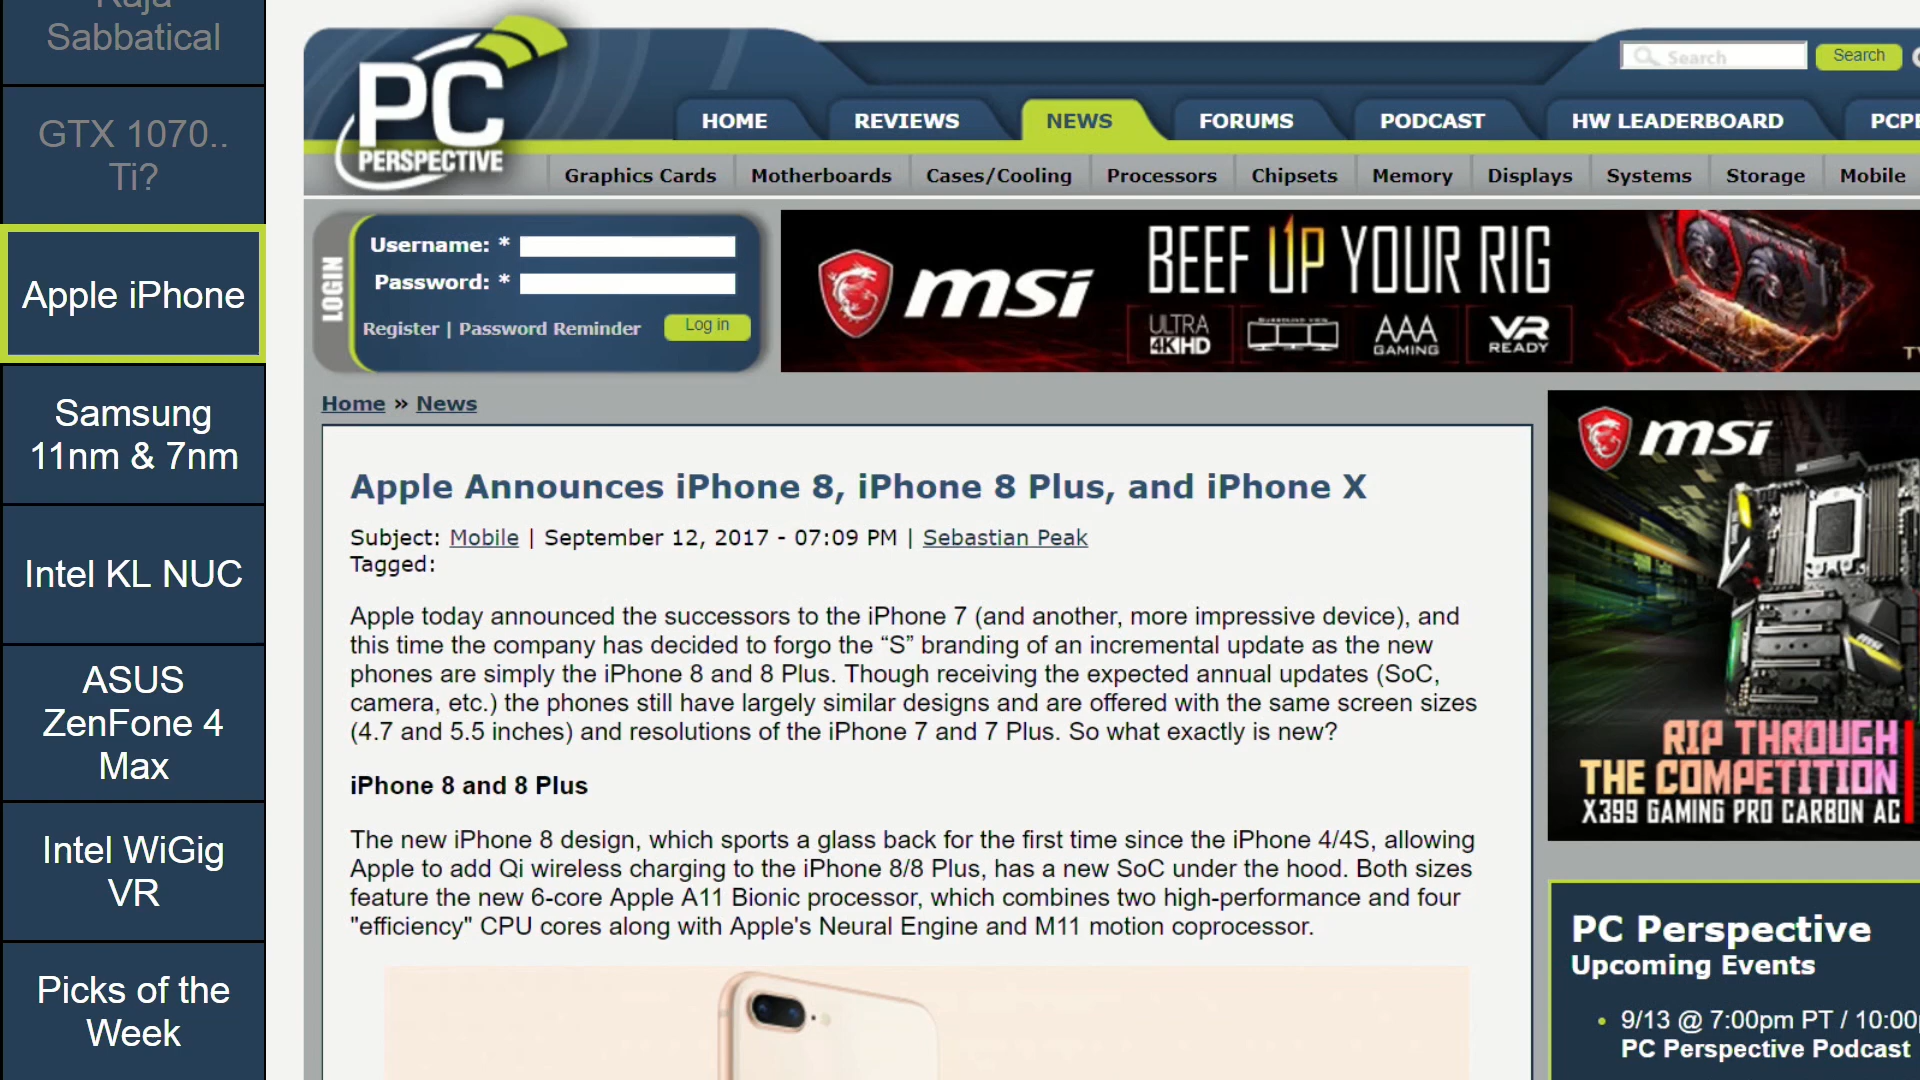 Raja
Sabbatical
GTX 1070..
Ti?
Apple iPhone
Samsung
11nm & 7nm
Intel KL NUC
ASUS
ZenFone 4
Max
Intel WiGig
VR
Picks of the
Week
PC
PERSPECTIVE
Search
Search
HOME
REVIEWS
NEWS
FORUMS
PODCAST
HW LEADERBOARD
Graphics Cards
Motherboards
Cases/Cooling
Processors
Chipsets
Memory
Displays
Systems
Storage
Mobile
LOGIN
Username: *
Password: *
Register | Password Reminder
Log in
msi
BEEF UP YOUR RIG
ULTRA
4K HD
SURROUND VIEW
AAA
GAMING
VR
READY
Home » News
Apple Announces iPhone 8, iPhone 8 Plus, and iPhone X
Subject: Mobile | September 12, 2017 - 07:09 PM | Sebastian Peak
Tagged:
Apple today announced the successors to the iPhone 7 (and another, more impressive device), and
this time the company has decided to forgo the “S” branding of an incremental update as the new
phones are simply the iPhone 8 and 8 Plus. Though receiving the expected annual updates (SoC,
camera, etc.) the phones still have largely similar designs and are offered with the same screen sizes
(4.7 and 5.5 inches) and resolutions of the iPhone 7 and 7 Plus. So what exactly is new?
iPhone 8 and 8 Plus
The new iPhone 8 design, which sports a glass back for the first time since the iPhone 4/4S, allowing
Apple to add Qi wireless charging to the iPhone 8/8 Plus, has a new SoC under the hood. Both sizes
feature the new 6-core Apple A11 Bionic processor, which combines two high-performance and four
"efficiency" CPU cores along with Apple's Neural Engine and M11 motion coprocessor.
msi
RIP THROUGH
THE COMPETITION
X399 GAMING PRO CARBON AC
PC Perspective
Upcoming Events
9/13 @ 7:00pm PT / 10:00
PC Perspective Podcast